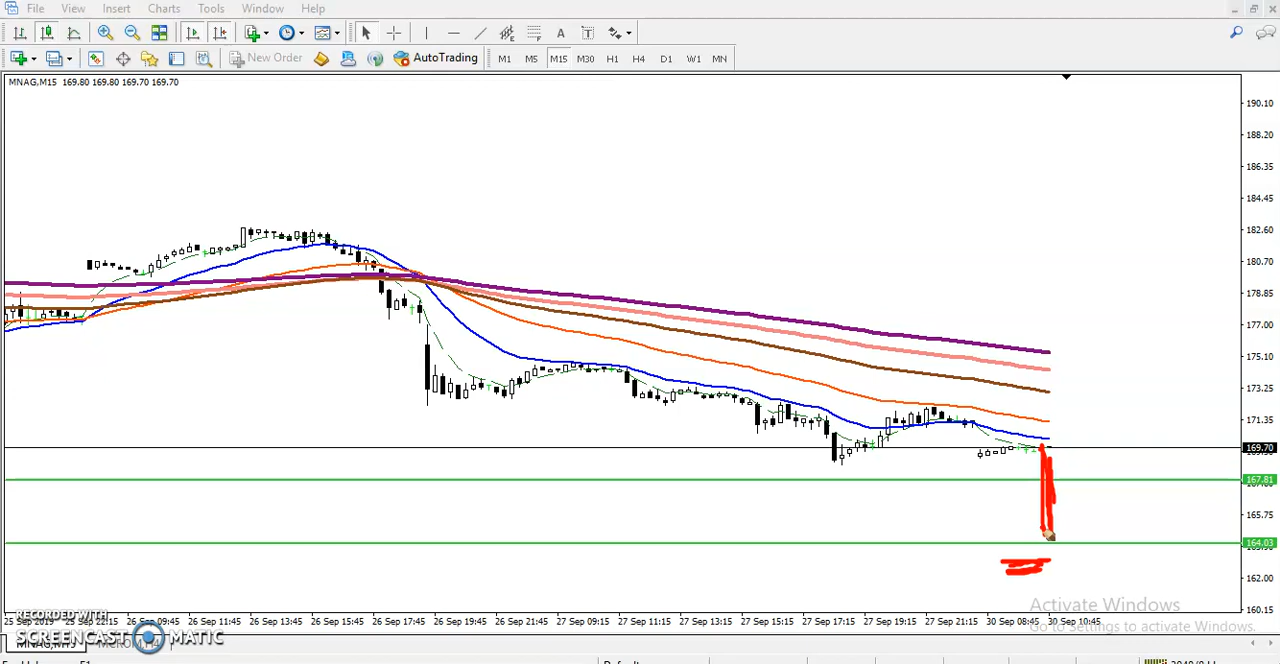 File View Insert Charts Tools Window Help
A T
New Order AutoTrading M1 M5 M15 M30 H1 H4 D1 W1 MN
MNAG,M15 169.80 169.80 169.70 169.70
190.10
188.20
186.35
184.45
182.60
180.70
178.85
177.00
175.10
173.25
171.35
169.70
167.81
165.75
164.03
162.00
160.15
Activate Windows
Go to Settings to activate Windows.
25 Sep 2019 25 Sep 22:15 26 Sep 09:45 26 Sep 11:45 26 Sep 13:45 26 Sep 15:45 26 Sep 17:45 26 Sep 19:45 26 Sep 21:45 27 Sep 09:15 27 Sep 11:15 27 Sep 13:15 27 Sep 15:15 27 Sep 17:15 27 Sep 19:15 27 Sep 21:15 30 Sep 08:45 30 Sep 10:45
RECORDED WITH
SCREENCAST MATIC
MNAG,M15